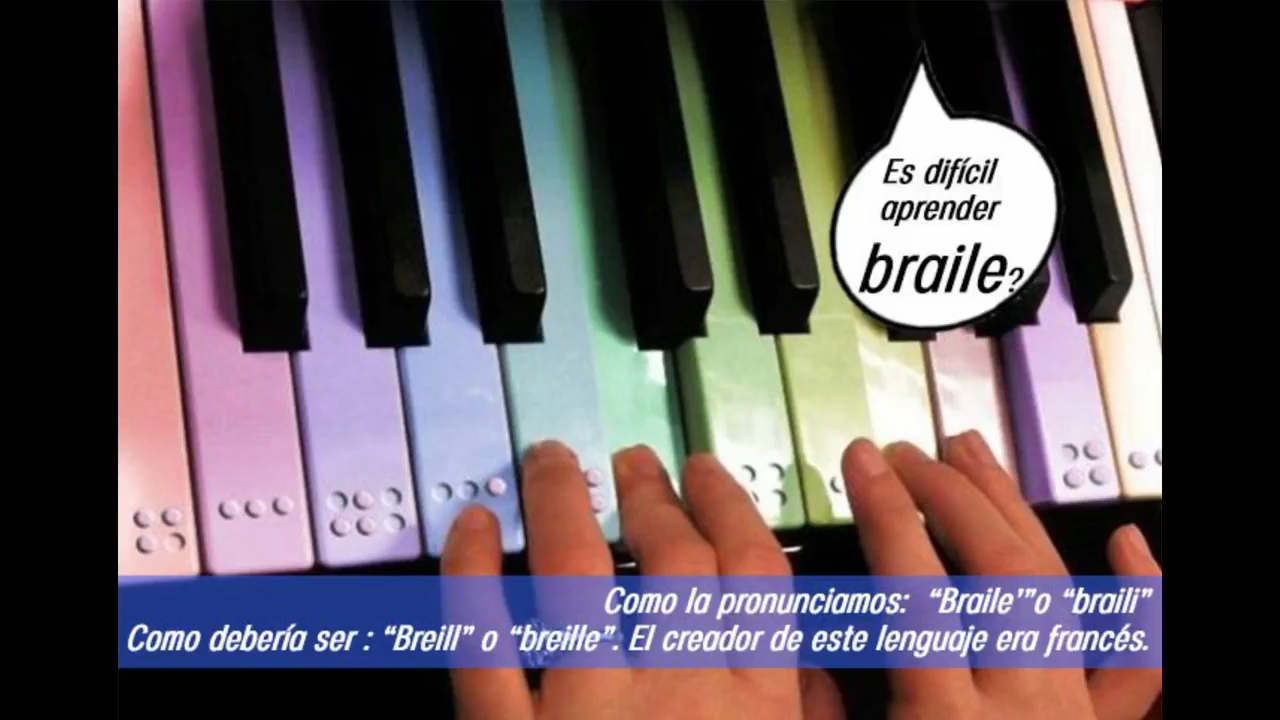 Es difícil
aprender
braile?
Como la pronunciamos: “Braile’”o “braili”
Como debería ser : “Breill” o “breille”. El creador de este lenguaje era francés.